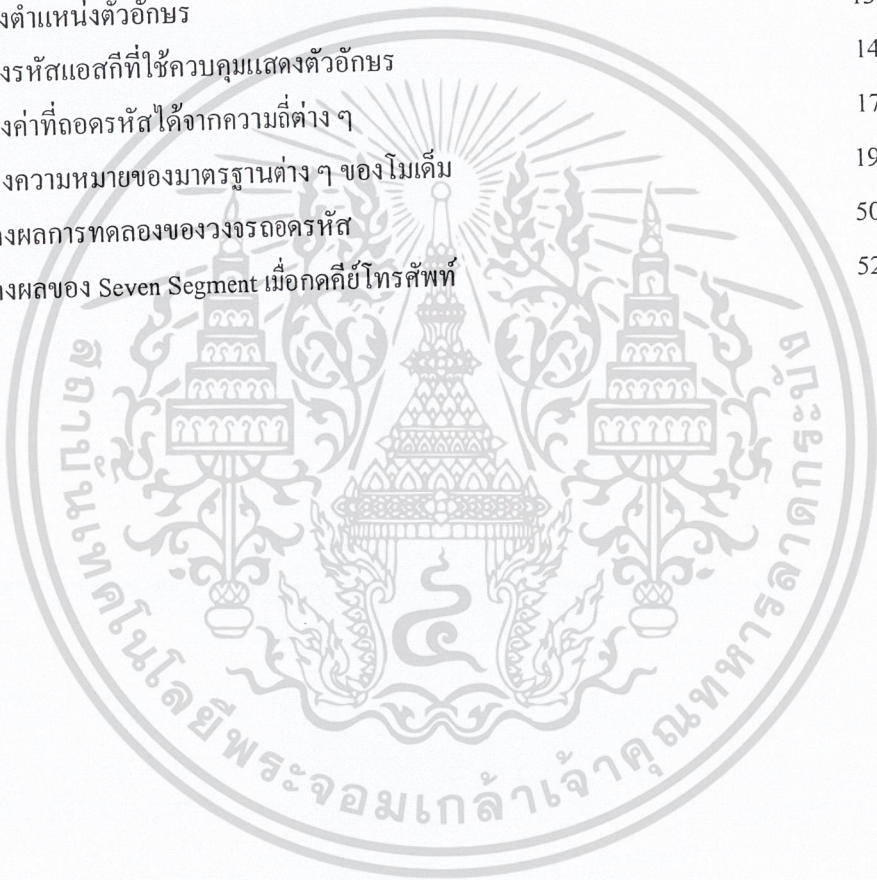 งตำแหน่งตัวอักษร
งรหัสแอสกีที่ใช้ควบคุมแสดงตัวอักษร 14
งค่าที่ถอดรหัสได้จากความถี่ต่าง ๆ 17
งความหมายของมาตรฐานต่าง ๆ ของโมเด็ม 19
งผลการทดลองของวงจรถอดรหัส 50
งผลของ Seven Segment เมื่อกดคีย์โทรศัพท์ 52
สถาบันเทคโนโลยีพระจอมเกล้าเจ้าคุณทหารลาดกระบัง